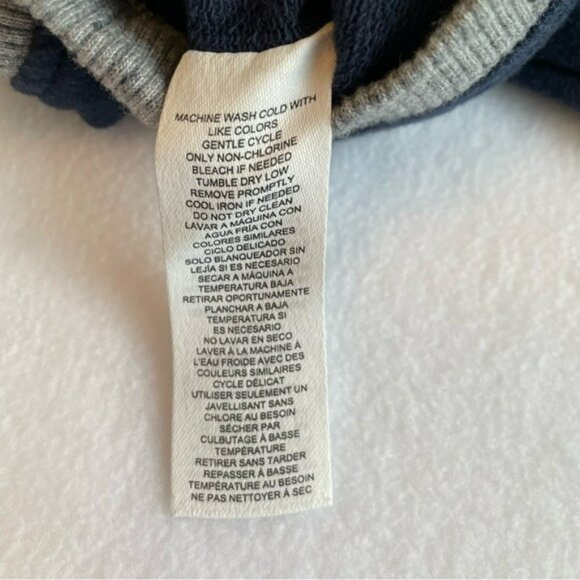 MACHINE WASH COLD WITH
LIKE COLORS
GENTLE CYCLE
ONLY NON-CHLORINE
BLEACH IF NEEDED
TUMBLE DRY LOW
REMOVE PROMPTLY
COOL IRON IF NEEDED
DO NOT DRY CLEAN
LAVAR A MÁQUINA CON
AGUA FRÍA CON
COLORES SIMILARES
CICLO DELICADO
SOLO BLANQUEADOR SIN
LEJÍA SI ES NECESARIO
SECAR A MÁQUINA A
TEMPERATURA BAJA
RETIRAR OPORTUNAMENTE
PLANCHAR A BAJA
TEMPERATURA SI
ES NECESARIO
NO LAVAR EN SECO
LAVER À LA MACHINE À
L'EAU FROIDE AVEC DES
COULEURS SIMILAIRES
CYCLE DÉLICAT
UTILISER SEULEMENT UN
JAVELLISANT SANS
CHLORE AU BESOIN
SÉCHER PAR
CULBUTAGE À BASSE
TEMPÉRATURE
RETIRER SANS TARDER
REPASSER À BASSE
TEMPÉRATURE AU BESOIN
NE PAS NETTOYER À SEC